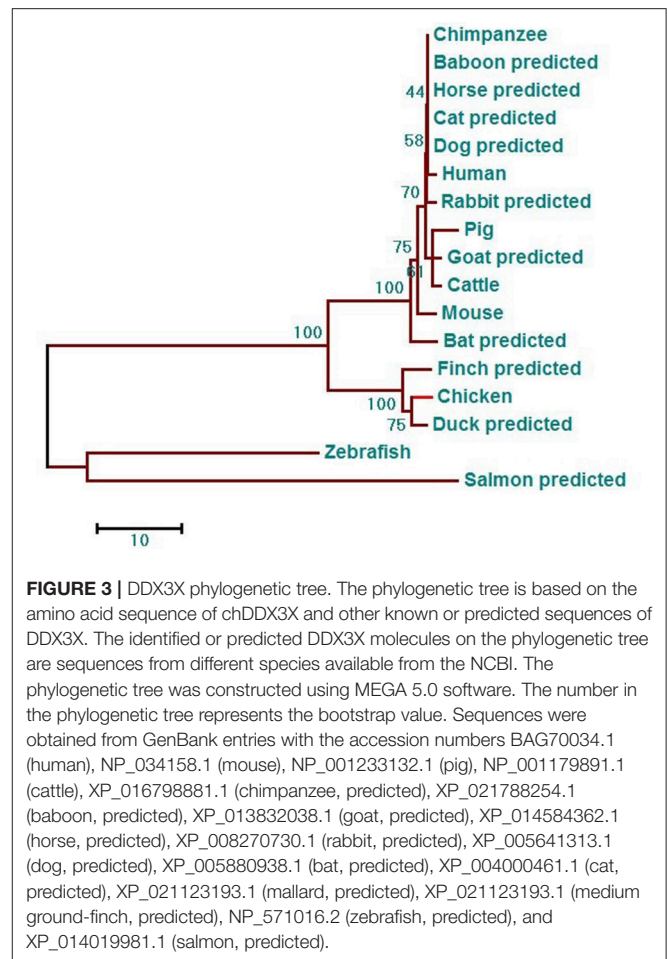 Chimpanzee
Baboon predicted
44
Horse predicted
Cat predicted
58
Dog predicted
Human
70
Rabbit predicted
Pig
75
Goat predicted
61
100
Cattle
Mouse
100
Bat predicted
Finch predicted
100
Chicken
75
Duck predicted
Zebrafish
Salmon predicted
10
FIGURE 3 | DDX3X phylogenetic tree. The phylogenetic tree is based on the
amino acid sequence of chDDX3X and other known or predicted sequences of
DDX3X. The identified or predicted DDX3X molecules on the phylogenetic tree
are sequences from different species available from the NCBI. The
phylogenetic tree was constructed using MEGA 5.0 software. The number in
the phylogenetic tree represents the bootstrap value. Sequences were
obtained from GenBank entries with the accession numbers BAG70034.1
(human), NP_034158.1 (mouse), NP_001233132.1 (pig), NP_001179891.1
(cattle), XP_016798881.1 (chimpanzee, predicted), XP_021788254.1
(baboon, predicted), XP_013832038.1 (goat, predicted), XP_014584362.1
(horse, predicted), XP_008270730.1 (rabbit, predicted), XP_005641313.1
(dog, predicted), XP_005880938.1 (bat, predicted), XP_004000461.1 (cat,
predicted), XP_021123193.1 (mallard, predicted), XP_021123193.1 (medium
ground-finch, predicted), NP_571016.2 (zebrafish, predicted), and
XP_014019981.1 (salmon, predicted).